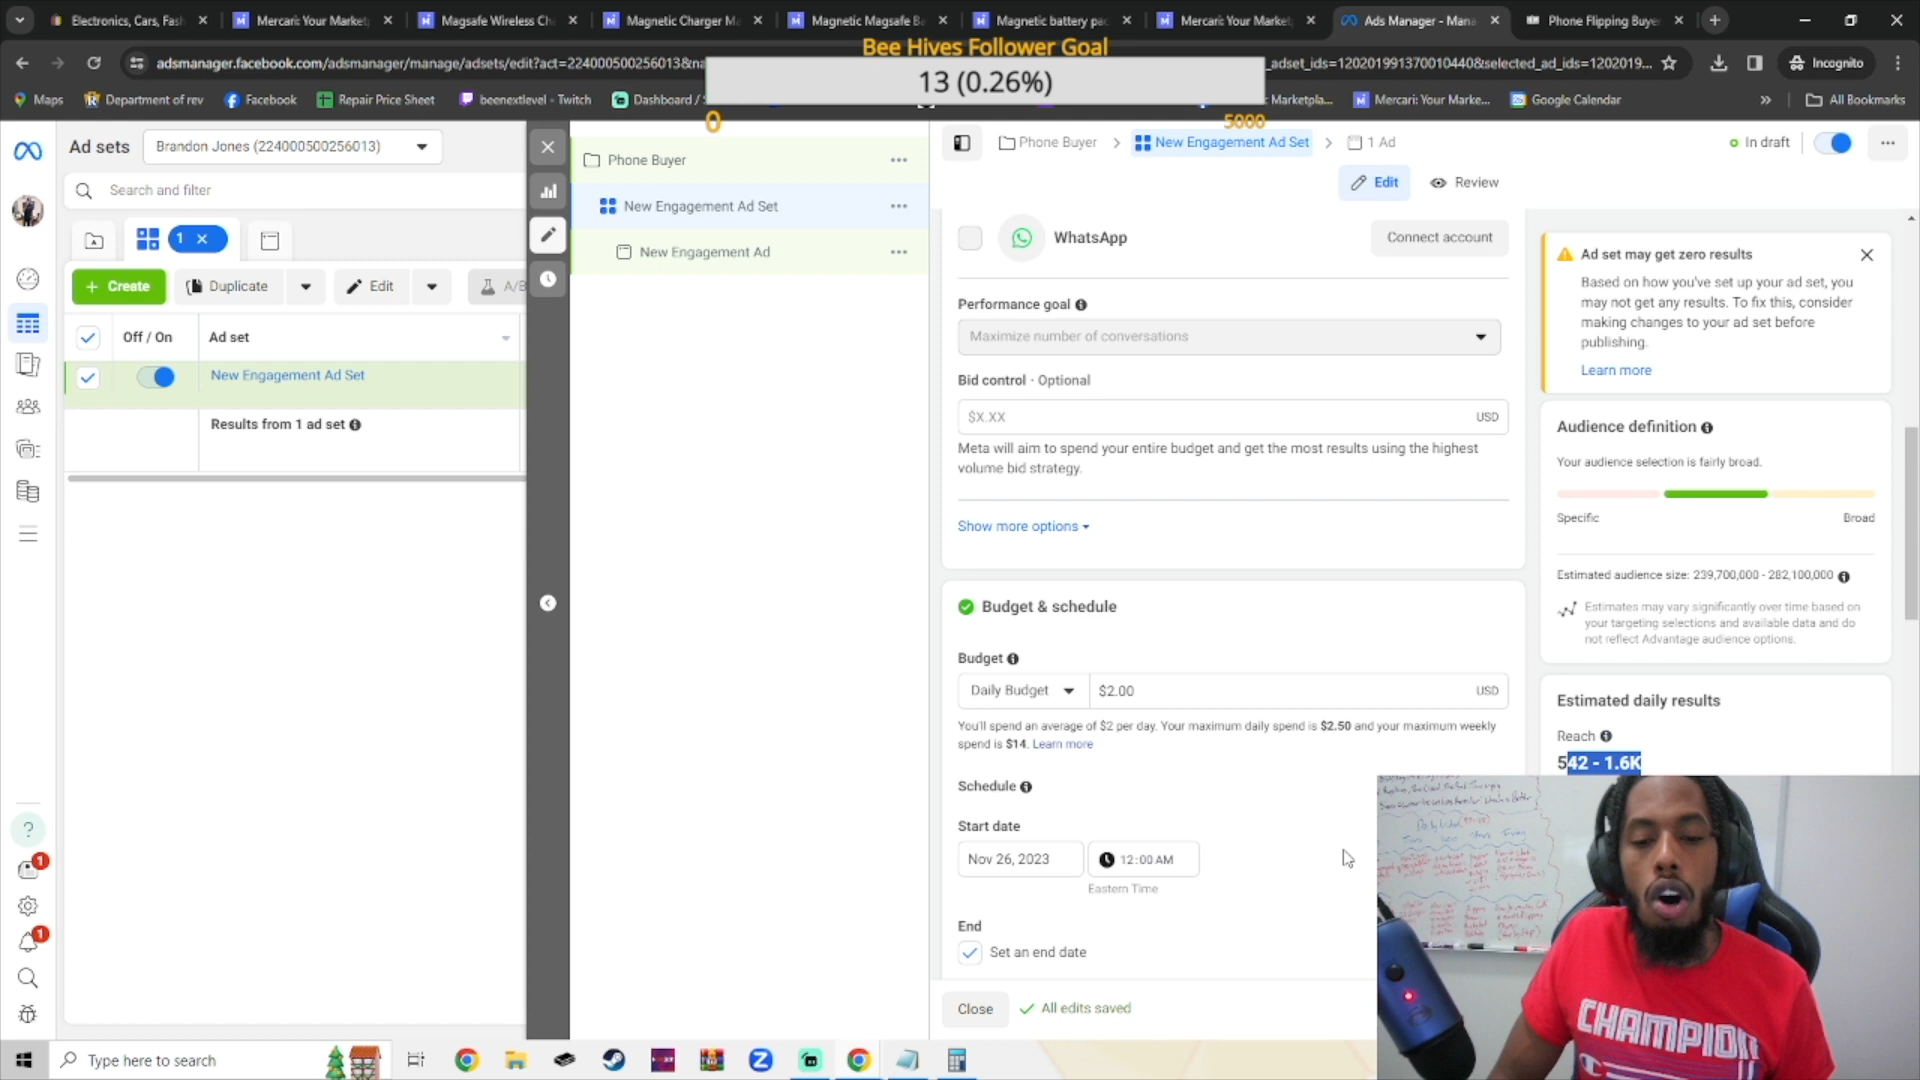 Electronics, Cars, Fash
Mercari: Your Market
Magsafe Wireless Ch
Magnetic Charger M
Magnetic Magsafe Ba
Magnetic battery pac
Mercari: Your Market
Ads Manager - Mana
Phone Flipping Buye
Bee Hives Follower Goal
13 (0.26%)
0
5000
adsmanager.facebook.com/adsmanager/manage/adsets/edit?act=224000500256013&na
_adset_ids=120201991370010440&selected_ad_ids=1202019...
Incognito
Maps
Department of rev
Facebook
Repair Price Sheet
beenextlevel - Twitch
Dashboard /
Marketpla...
Mercari: Your Marke...
Google Calendar
All Bookmarks
Ad sets
Brandon Jones (224000500256013)
Search and filter
1
Create
Duplicate
Edit
A/B
Off / On
Ad set
New Engagement Ad Set
Results from 1 ad set
Phone Buyer
New Engagement Ad Set
New Engagement Ad
Phone Buyer
New Engagement Ad Set
1 Ad
In draft
Edit
Review
WhatsApp
Connect account
Performance goal
Maximize number of conversations
Bid control · Optional
$X.XX
USD
Meta will aim to spend your entire budget and get the most results using the highest
volume bid strategy.
Show more options
Budget & schedule
Budget
Daily Budget
$2.00
USD
You'll spend an average of $2 per day. Your maximum daily spend is $2.50 and your maximum weekly
spend is $14. Learn more
Schedule
Start date
Nov 26, 2023
12:00 AM
Eastern Time
End
Set an end date
Close
All edits saved
Ad set may get zero results
Based on how you've set up your ad set, you
may not get any results. To fix this, consider
making changes to your ad set before
publishing.
Learn more
Audience definition
Your audience selection is fairly broad.
Specific
Broad
Estimated audience size: 239,700,000 - 282,100,000
Estimates may vary significantly over time based on
your targeting selections and available data and do
not reflect Advantage audience options.
Estimated daily results
Reach
542 - 1.6K
CHAMPION
1
1
Type here to search